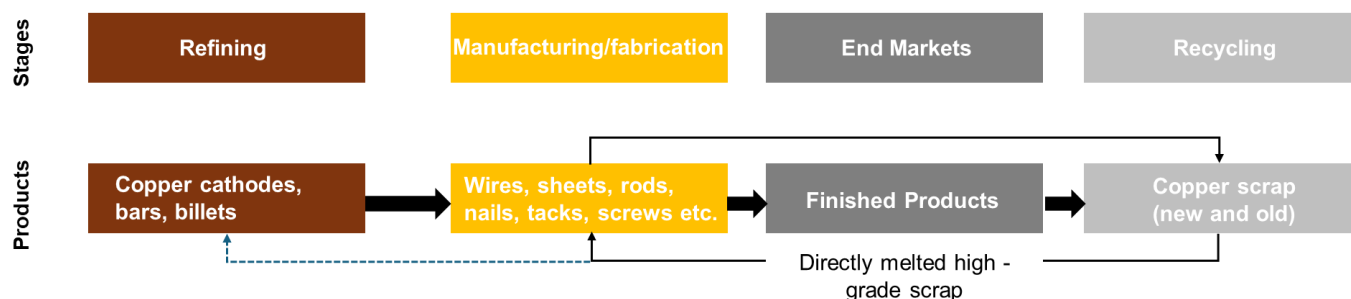 Stages
Refining
Manufacturing/fabrication
End Markets
Recycling
Products
Copper cathodes,
bars, billets
Wires, sheets, rods,
nails, tacks, screws etc.
Finished Products
Copper scrap
(new and old)
Directly melted high -
grade scrap